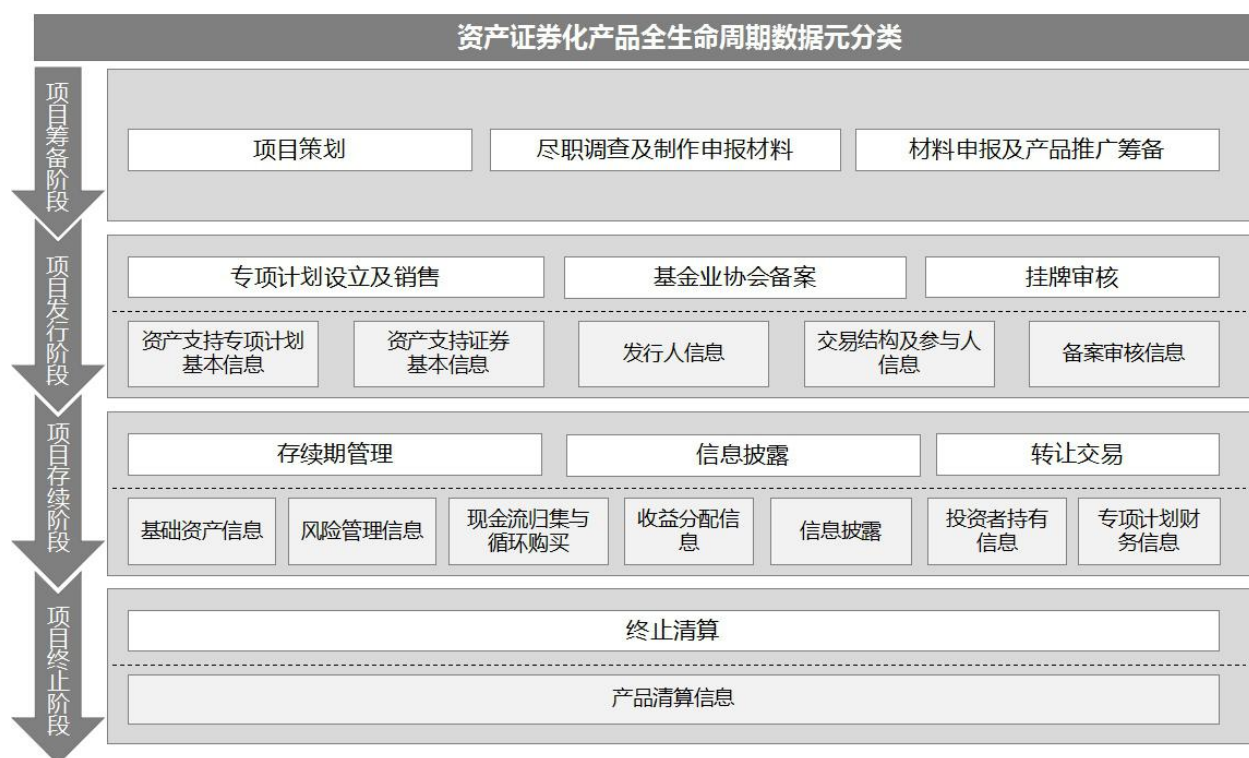 资产证券化产品全生命周期数据元分类
项目筹备阶段
项目策划
尽职调查及制作申报材料
材料申报及产品推广筹备
项目发行阶段
专项计划设立及销售
基金业协会备案
挂牌审核
资产支持专项计划
基本信息
资产支持证券
基本信息
发行人信息
交易结构及参与人
信息
备案审核信息
项目存续阶段
存续期管理
信息披露
转让交易
基础资产信息
风险管理信息
现金流归集与
循环购买
收益分配信
息
信息披露
投资者持有
信息
专项计划财
务信息
项目终止阶段
终止清算
产品清算信息